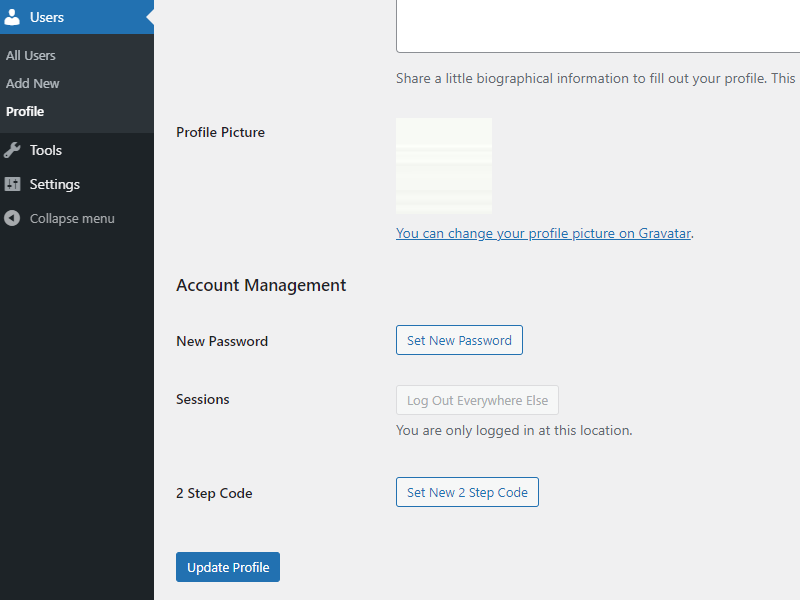 Users
All Users
Add New
Profile
Tools
Settings
Collapse menu
Share a little biographical information to fill out your profile. This
Profile Picture
You can change your profile picture on Gravatar.
Account Management
New Password
Set New Password
Sessions
Log Out Everywhere Else
You are only logged in at this location.
2 Step Code
Set New 2 Step Code
Update Profile